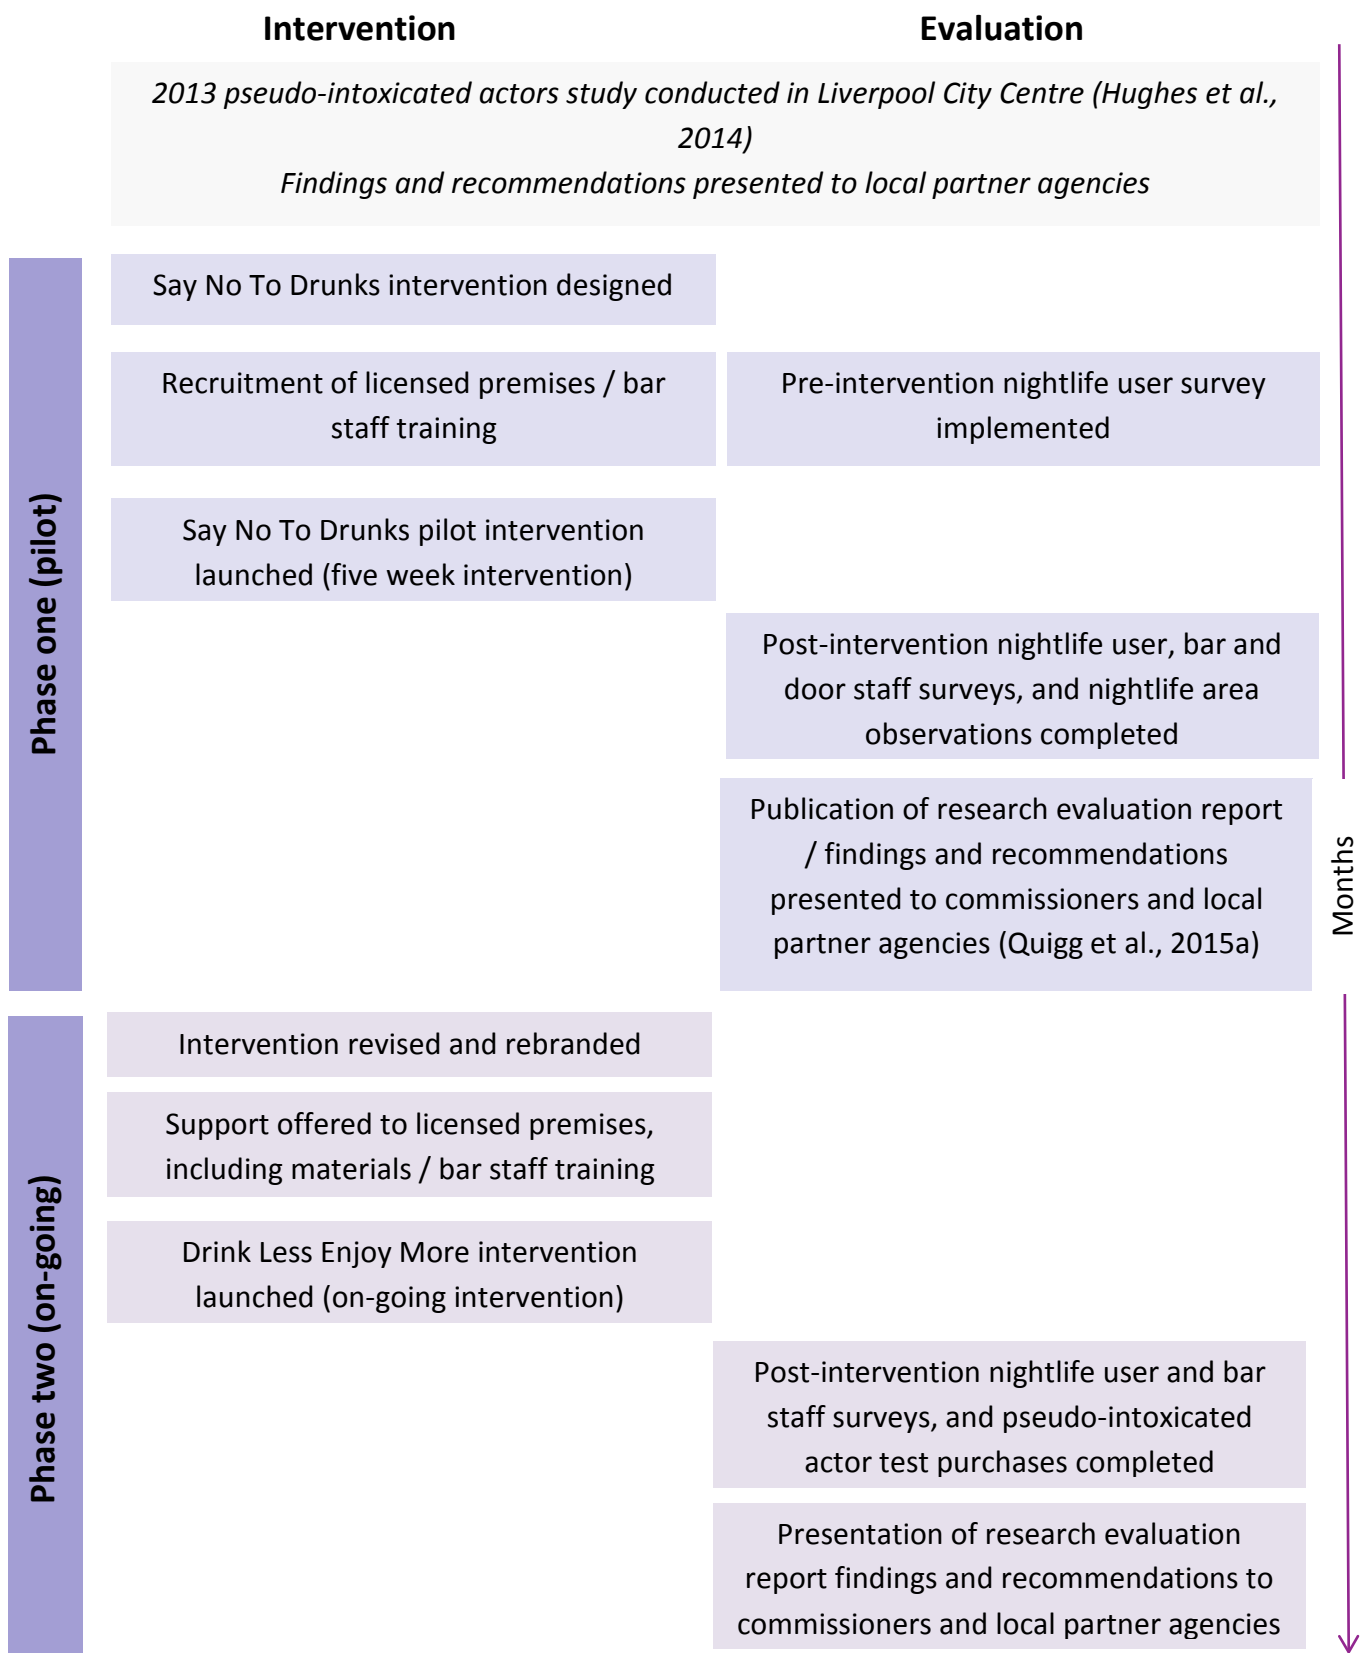 Intervention
Evaluation
2013 pseudo-intoxicated actors study conducted in Liverpool City Centre (Hughes et al.,
2014)
Findings and recommendations presented to local partner agencies
Phase one (pilot)
Say No To Drunks intervention designed
Recruitment of licensed premises / bar
staff training
Pre-intervention nightlife user survey
implemented
Say No To Drunks pilot intervention
launched (five week intervention)
Post-intervention nightlife user, bar and
door staff surveys, and nightlife area
observations completed
Publication of research evaluation report
/ findings and recommendations
presented to commissioners and local
partner agencies (Quigg et al., 2015a)
Months
Phase two (on-going)
Intervention revised and rebranded
Support offered to licensed premises,
including materials / bar staff training
Drink Less Enjoy More intervention
launched (on-going intervention)
Post-intervention nightlife user and bar
staff surveys, and pseudo-intoxicated
actor test purchases completed
Presentation of research evaluation
report findings and recommendations to
commissioners and local partner agencies